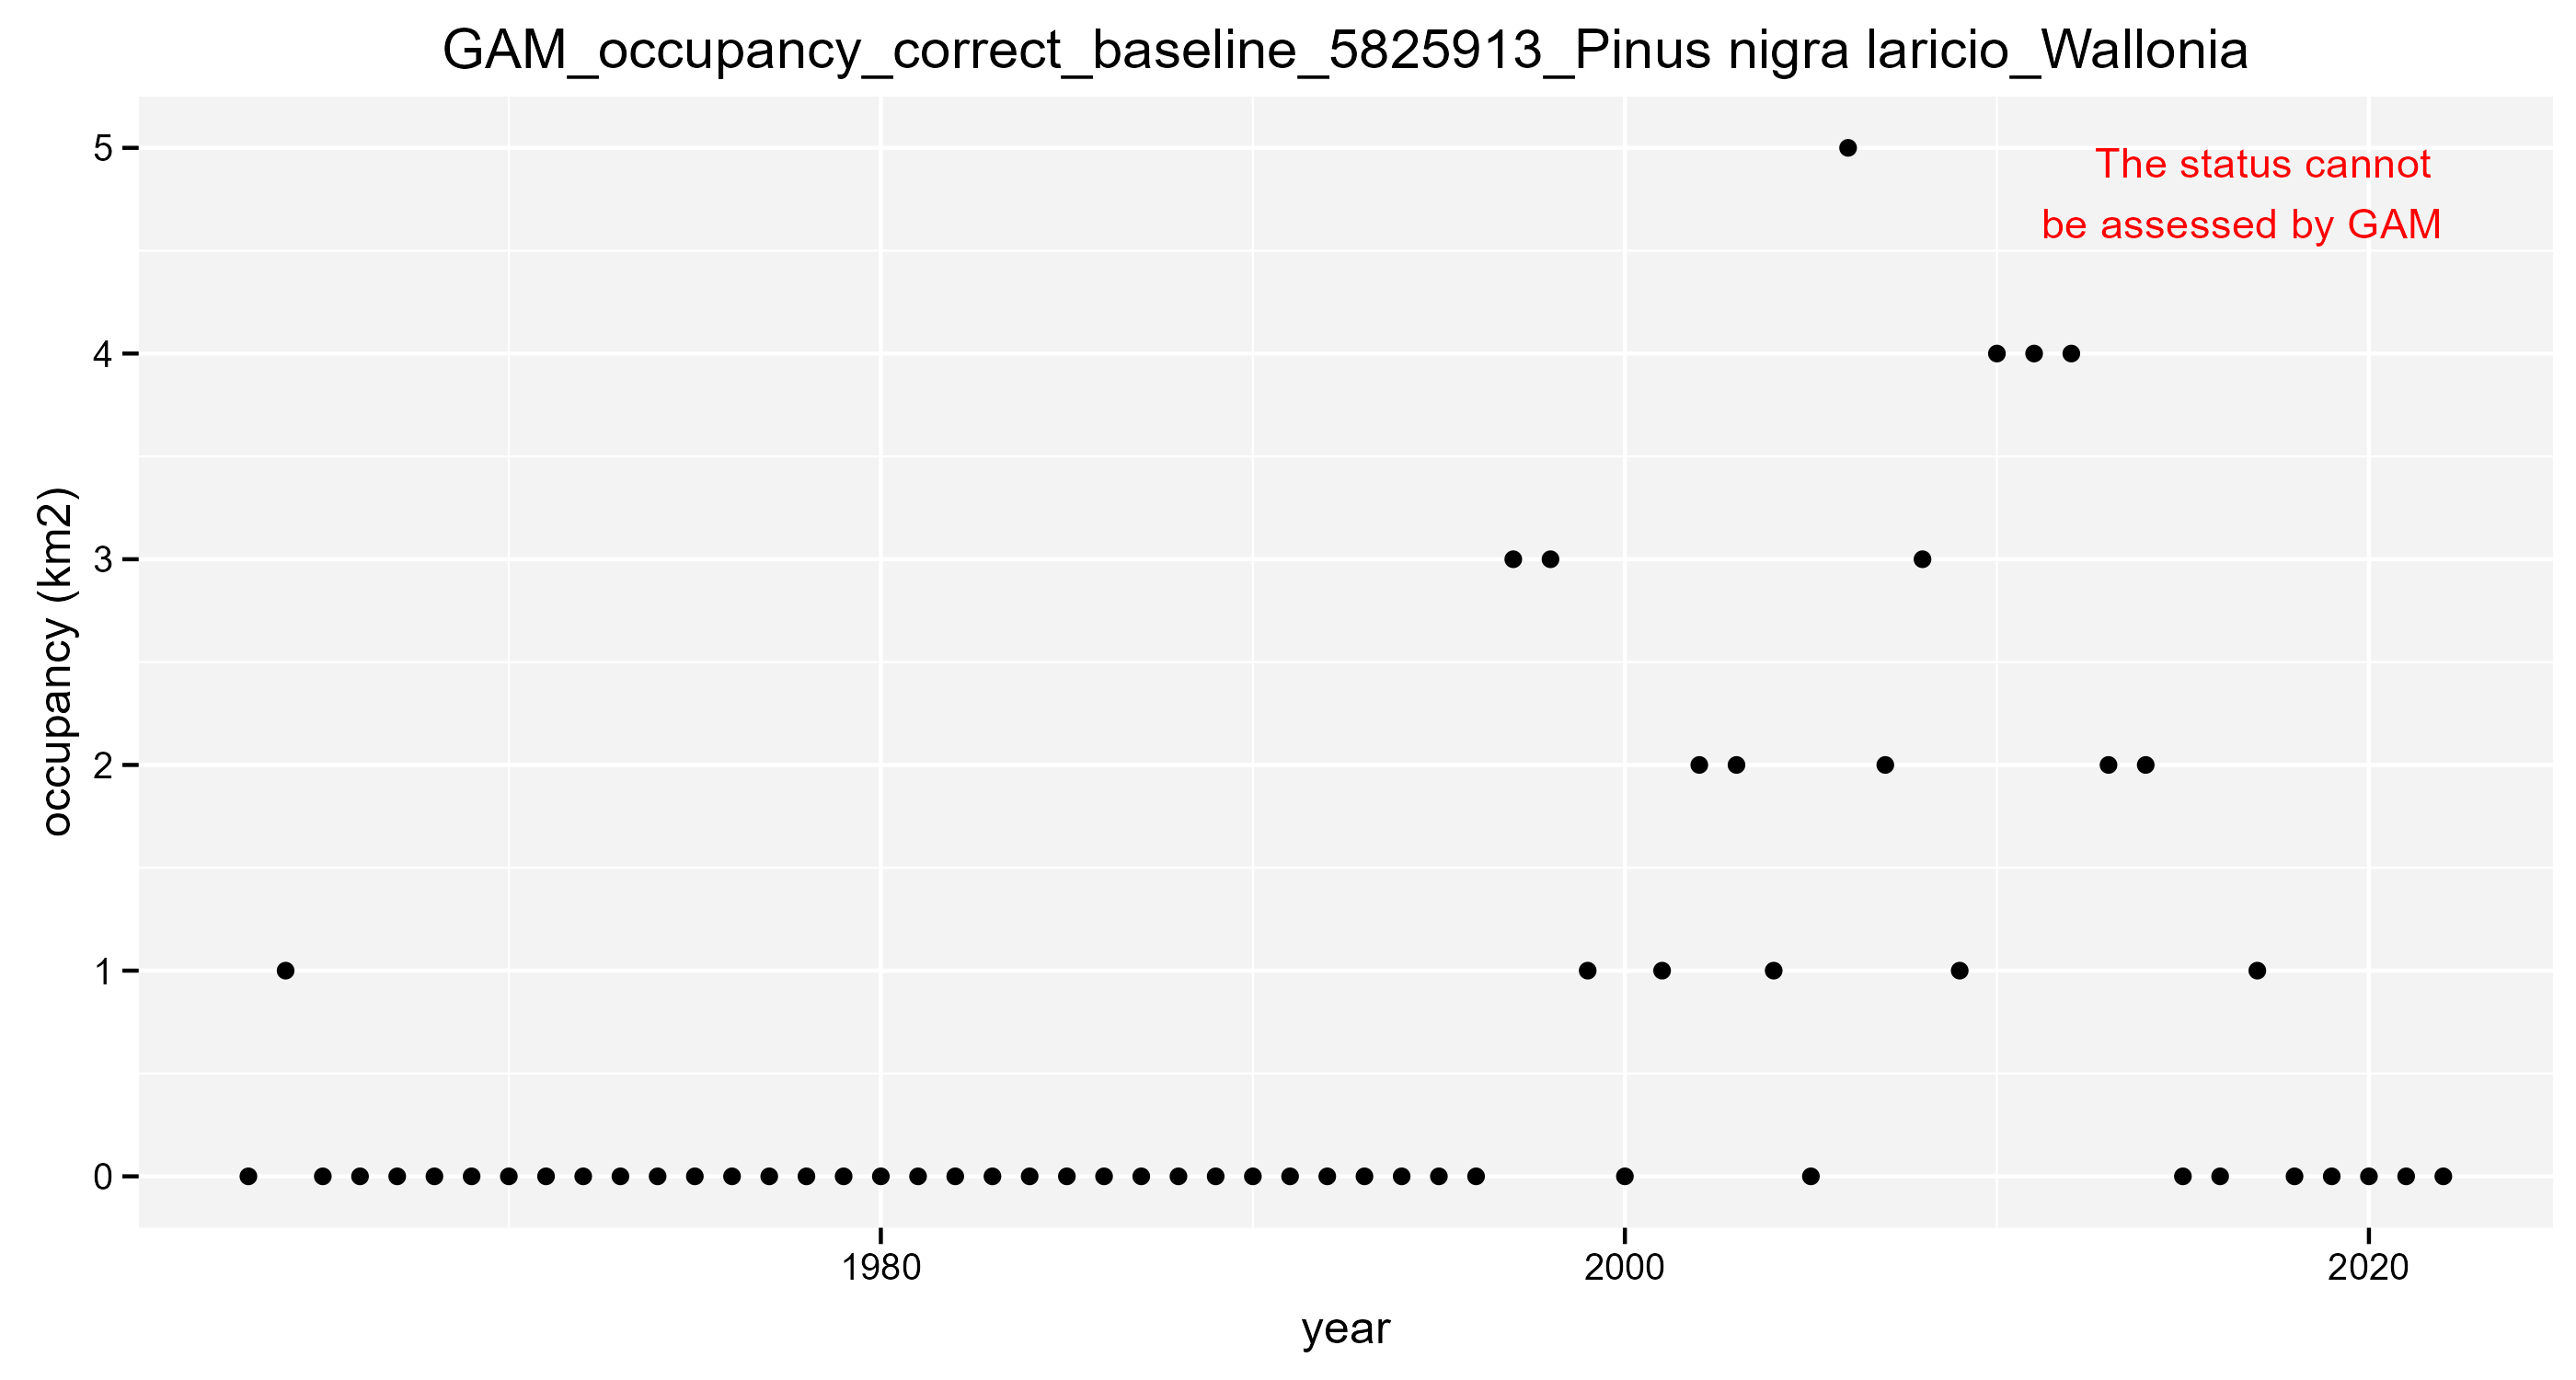 GAM_occupancy_correct_baseline_5825913_Pinus nigra laricio_Wallonia
The status cannot
be assessed by GAM
occupancy (km2)
5
4
3
2
1
0
1980
2000
2020
year